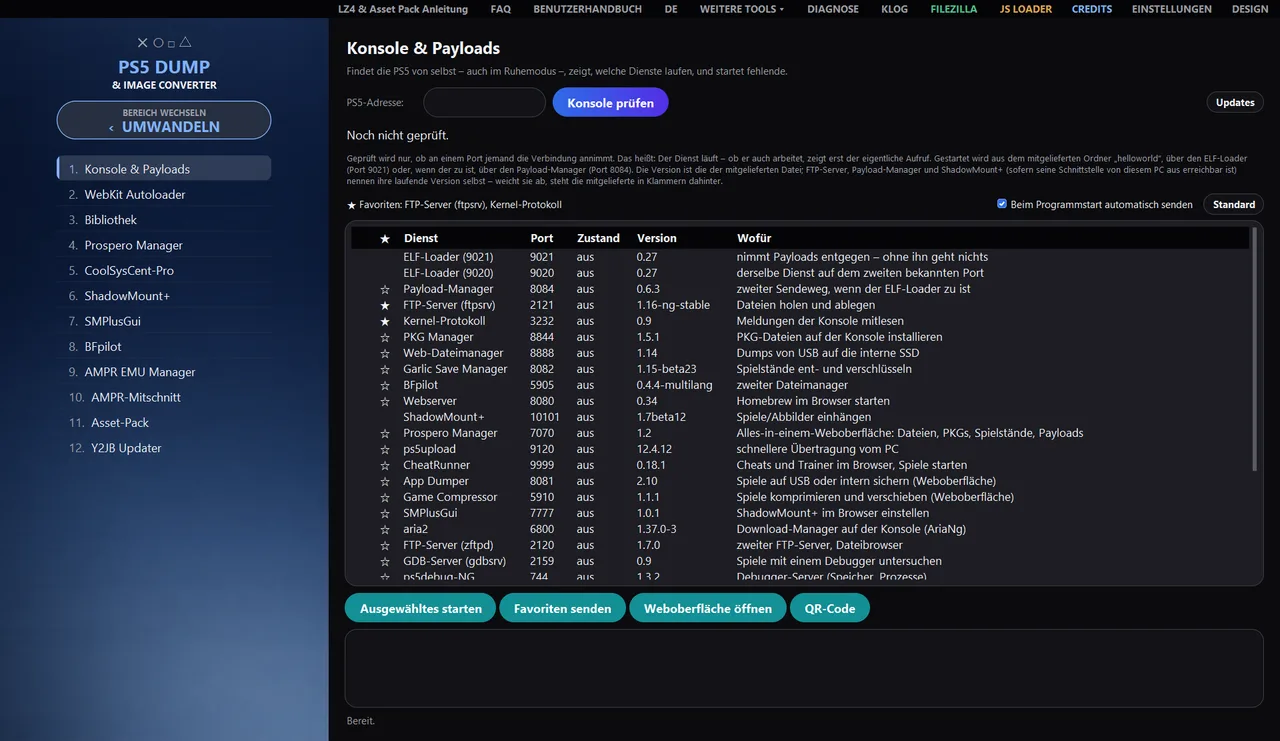 LZ4 & Asset Pack Anleitung FAQ BENUTZERHANDBUCH DE WEITERE TOOLS DIAGNOSE KLOG FILEZILLA JS LOADER CREDITS EINSTELLUNGEN DESIGN
PS5 DUMP
& IMAGE CONVERTER
BEREICH WECHSELN
‹ UMWANDELN
1. Konsole & Payloads
2. WebKit Autoloader
3. Bibliothek
4. Prospero Manager
5. CoolSysCent-Pro
6. ShadowMount+
7. SMPlusGui
8. BFpilot
9. AMPR EMU Manager
10. AMPR-Mitschnitt
11. Asset-Pack
12. Y2JB Updater
Konsole & Payloads
Findet die PS5 von selbst – auch im Ruhemodus –, zeigt, welche Dienste laufen, und startet fehlende.
PS5-Adresse: Konsole prüfen Updates
Noch nicht geprüft.
Geprüft wird nur, ob an einem Port jemand die Verbindung annimmt. Das heißt: Der Dienst läuft – ob er auch arbeitet, zeigt erst der eigentliche Aufruf. Gestartet wird aus dem mitgelieferten Ordner „helloworld“, über den ELF-Loader
(Port 9021) oder, wenn der zu ist, über den Payload-Manager (Port 8084). Die Version ist die der mitgelieferten Datei; FTP-Server, Payload-Manager und ShadowMount+ (sofern seine Schnittstelle von diesem PC aus erreichbar ist)
nennen ihre laufende Version selbst – weicht sie ab, steht die mitgelieferte in Klammern dahinter.
★ Favoriten: FTP-Server (ftpsrv), Kernel-Protokoll Beim Programmstart automatisch senden Standard
★ Dienst Port Zustand Version Wofür
ELF-Loader (9021) 9021 aus 0.27 nimmt Payloads entgegen – ohne ihn geht nichts
ELF-Loader (9020) 9020 aus 0.27 derselbe Dienst auf dem zweiten bekannten Port
☆ Payload-Manager 8084 aus 0.6.3 zweiter Sendeweg, wenn der ELF-Loader zu ist
★ FTP-Server (ftpsrv) 2121 aus 1.16-ng-stable Dateien holen und ablegen
★ Kernel-Protokoll 3232 aus 0.9 Meldungen der Konsole mitlesen
☆ PKG Manager 8844 aus 1.5.1 PKG-Dateien auf der Konsole installieren
☆ Web-Dateimanager 8888 aus 1.14 Dumps von USB auf die interne SSD
☆ Garlic Save Manager 8082 aus 1.15-beta23 Spielstände ent- und verschlüsseln
☆ BFpilot 5905 aus 0.4.4-multilang zweiter Dateimanager
☆ Webserver 8080 aus 0.34 Homebrew im Browser starten
ShadowMount+ 10101 aus 1.7beta12 Spiele/Abbilder einhängen
☆ Prospero Manager 7070 aus 1.2 Alles-in-einem-Weboberfläche: Dateien, PKGs, Spielstände, Payloads
☆ ps5upload 9120 aus 12.4.12 schnellere Übertragung vom PC
☆ CheatRunner 9999 aus 0.18.1 Cheats und Trainer im Browser, Spiele starten
☆ App Dumper 8081 aus 2.10 Spiele auf USB oder intern sichern (Weboberfläche)
☆ Game Compressor 5910 aus 1.1.1 Spiele komprimieren und verschieben (Weboberfläche)
☆ SMPlusGui 7777 aus 1.0.1 ShadowMount+ im Browser einstellen
☆ aria2 6800 aus 1.37.0-3 Download-Manager auf der Konsole (AriaNg)
☆ FTP-Server (zftpd) 2120 aus 1.7.0 zweiter FTP-Server, Dateibrowser
☆ GDB-Server (gdbsrv) 2159 aus 0.9 Spiele mit einem Debugger untersuchen
☆ ps5debug-NG 744 aus 1.3.2 Debugger-Server (Speicher, Prozesse)
Ausgewähltes starten Favoriten senden Weboberfläche öffnen QR-Code
Bereit.